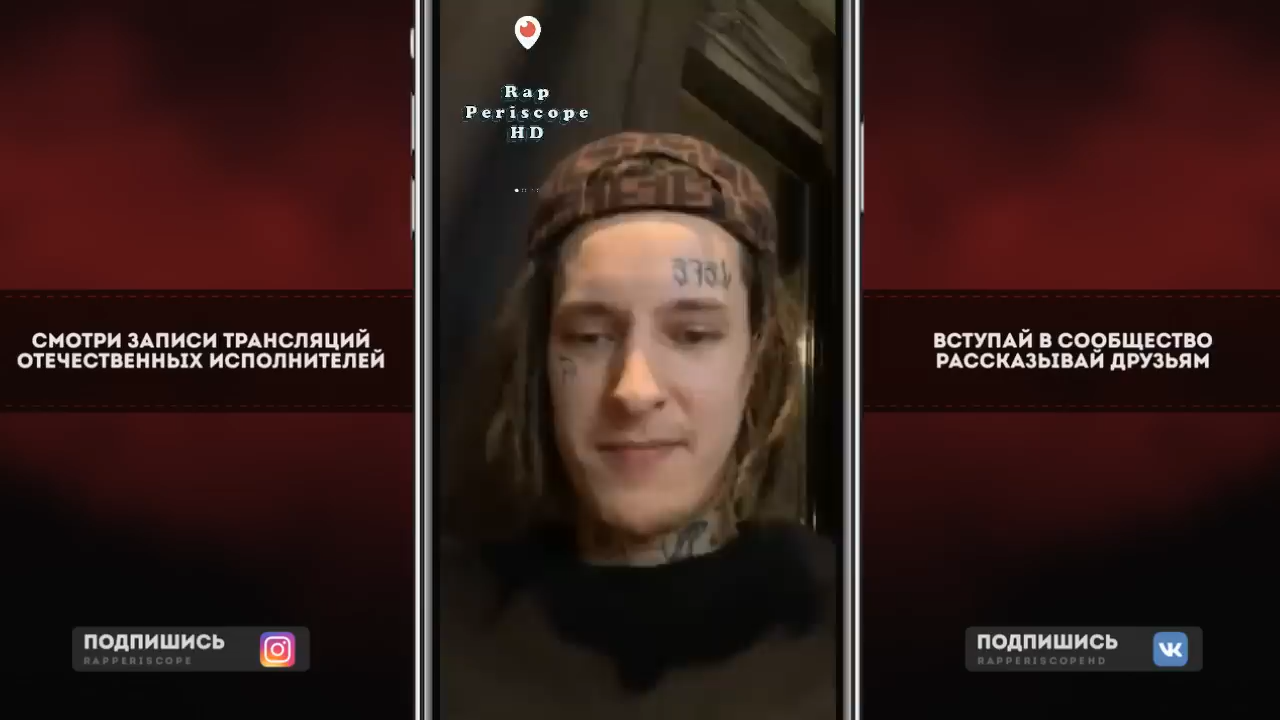 Rap
Periscope
HD
СМОТРИ ЗАПИСИ ТРАНСЛЯЦИЙ
ОТЕЧЕСТВЕННЫХ ИСПОЛНИТЕЛЕЙ
ВСТУПАЙ В СООБЩЕСТВО
РАССКАЗЫВАЙ ДРУЗЬЯМ
ПОДПИШИСЬ
RAPPERISCOPE
ПОДПИШИСЬ
RAPPERISCOPEHD